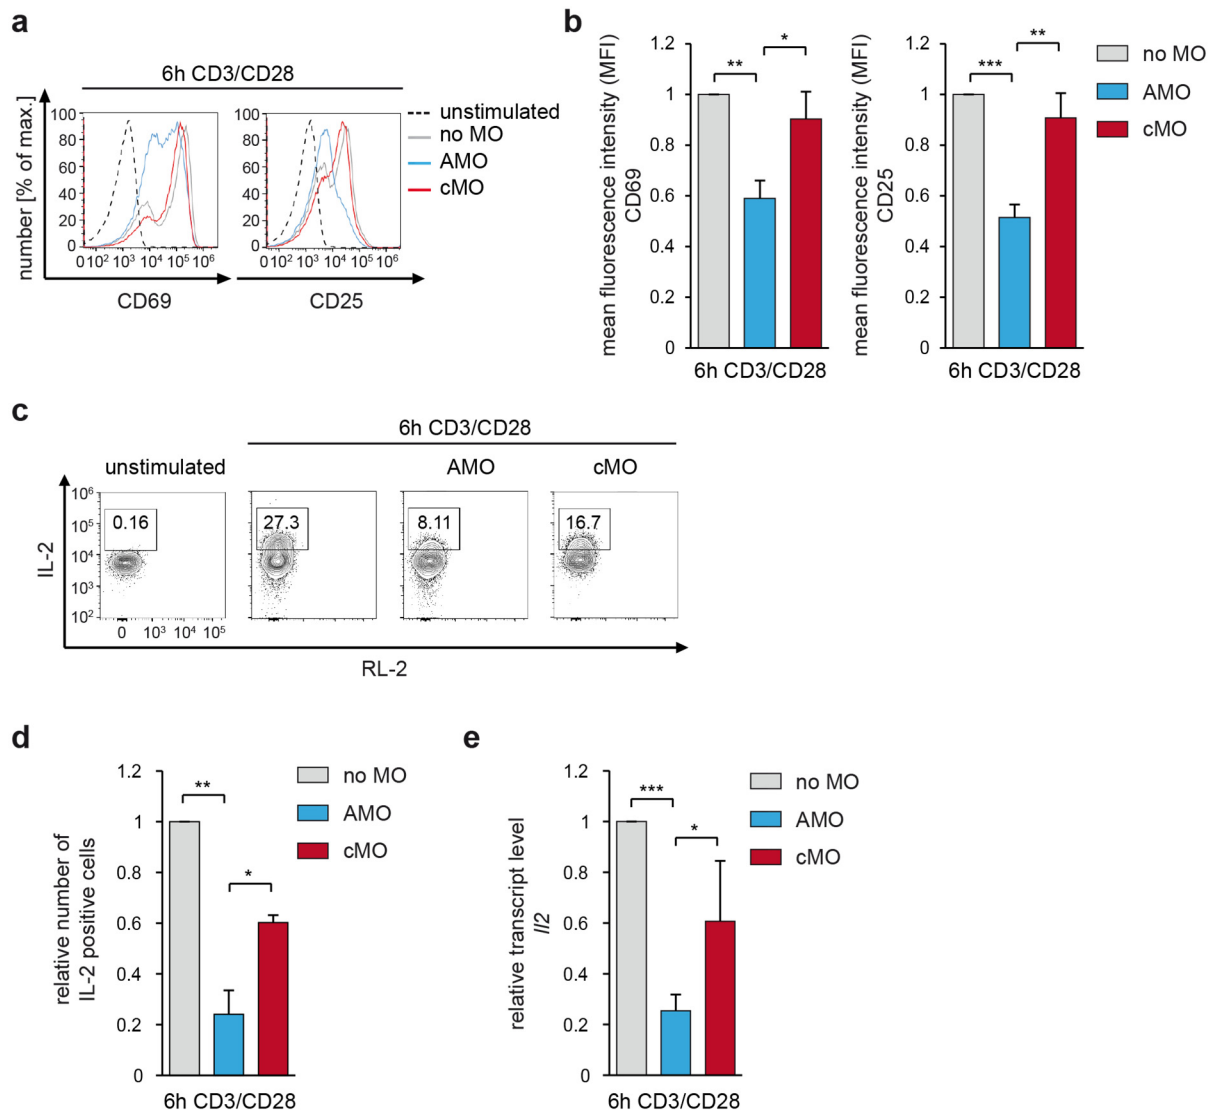 a
6h CD3/CD28
number [% of max.]
100
80
60
40
20
0
0 10² 10³ 10⁴ 10⁵ 10⁶
CD69
100
80
60
40
20
0
0 10² 10³ 10⁴ 10⁵ 10⁶
CD25
unstimulated
no MO
AMO
cMO
b
mean fluorescence intensity (MFI)
CD69
1.2
1
0.8
0.6
0.4
0.2
0
**
*
6h CD3/CD28
mean fluorescence intensity (MFI)
CD25
1.2
1
0.8
0.6
0.4
0.2
0
***
**
6h CD3/CD28
no MO
AMO
cMO
c
6h CD3/CD28
unstimulated
AMO
cMO
IL-2
10⁶
10⁵
10⁴
10³
10²
0.16
27.3
8.11
16.7
0 10³ 10⁴ 10⁵
RL-2
d
relative number of
IL-2 positive cells
1.2
1
0.8
0.6
0.4
0.2
0
**
*
6h CD3/CD28
no MO
AMO
cMO
e
relative transcript level
Il2
1.2
1
0.8
0.6
0.4
0.2
0
***
*
6h CD3/CD28
no MO
AMO
cMO